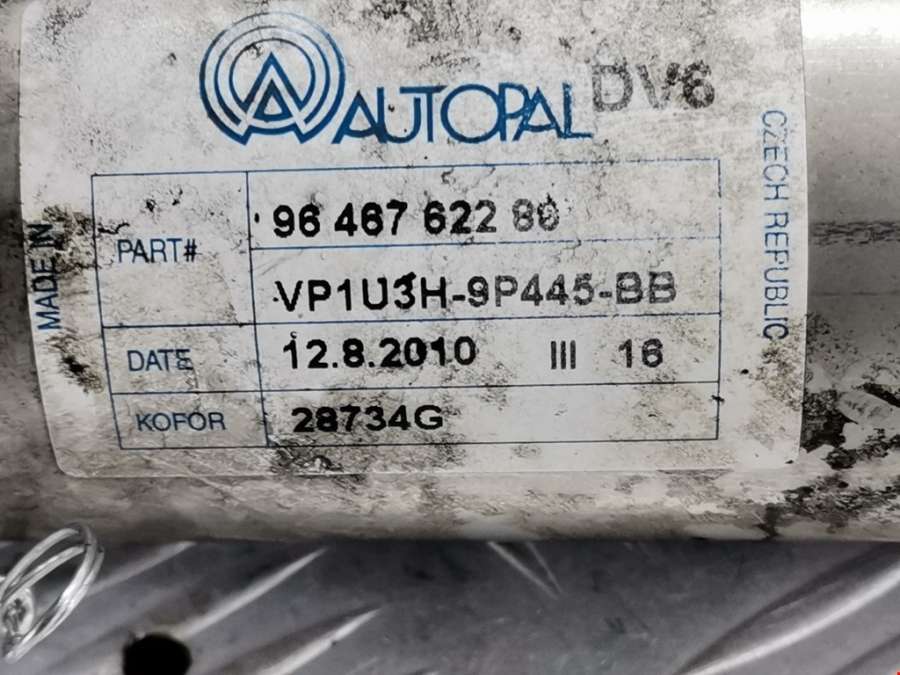 AUTOPAL DV6
MADE IN
CZECH REPUBLIC
PART# 96 467 622 80
VP1U3H-9P445-BB
DATE 12.8.2010 III 16
KOFOR 28734G